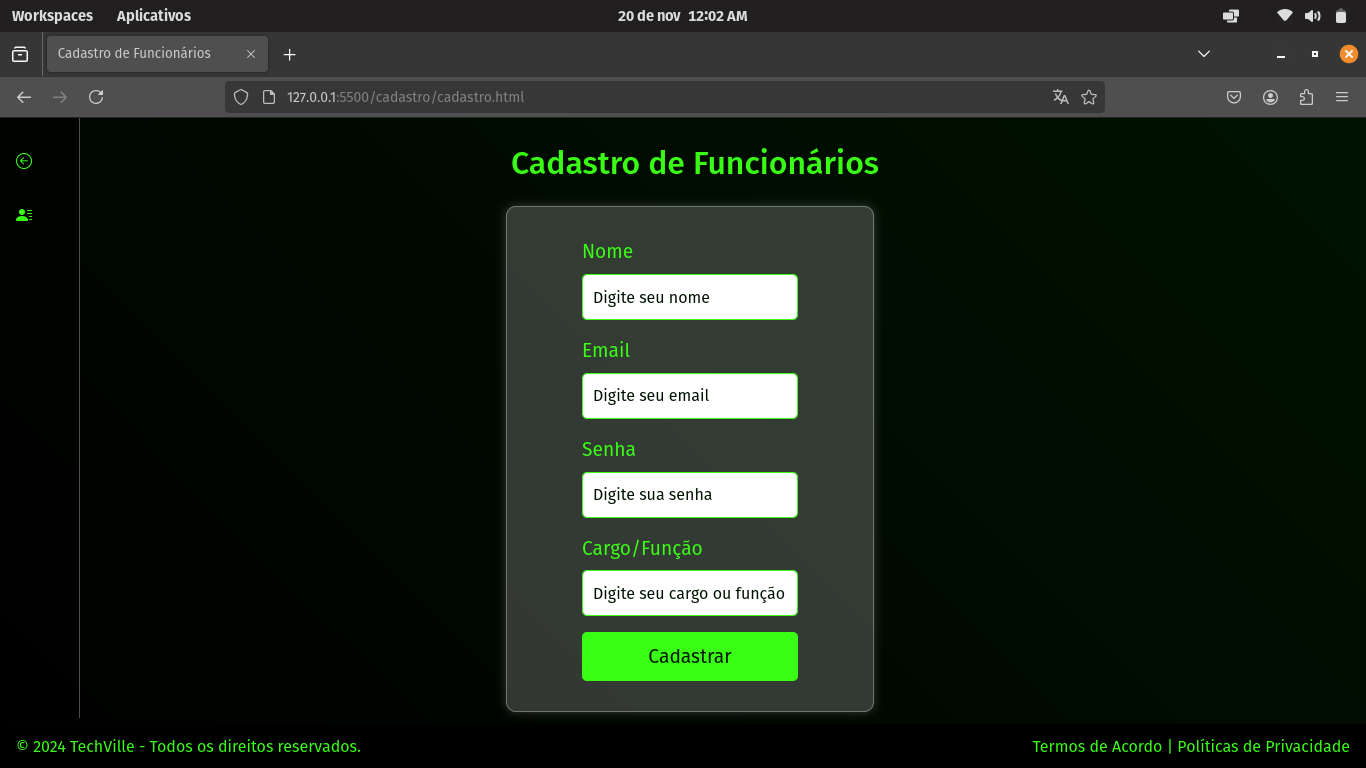 Workspaces Aplicativos 20 de nov 12:02 AM
Cadastro de Funcionários
127.0.0.1:5500/cadastro/cadastro.html
Cadastro de Funcionários
Nome
Digite seu nome
Email
Digite seu email
Senha
Digite sua senha
Cargo/Função
Digite seu cargo ou função
Cadastrar
© 2024 TechVille - Todos os direitos reservados. Termos de Acordo | Políticas de Privacidade